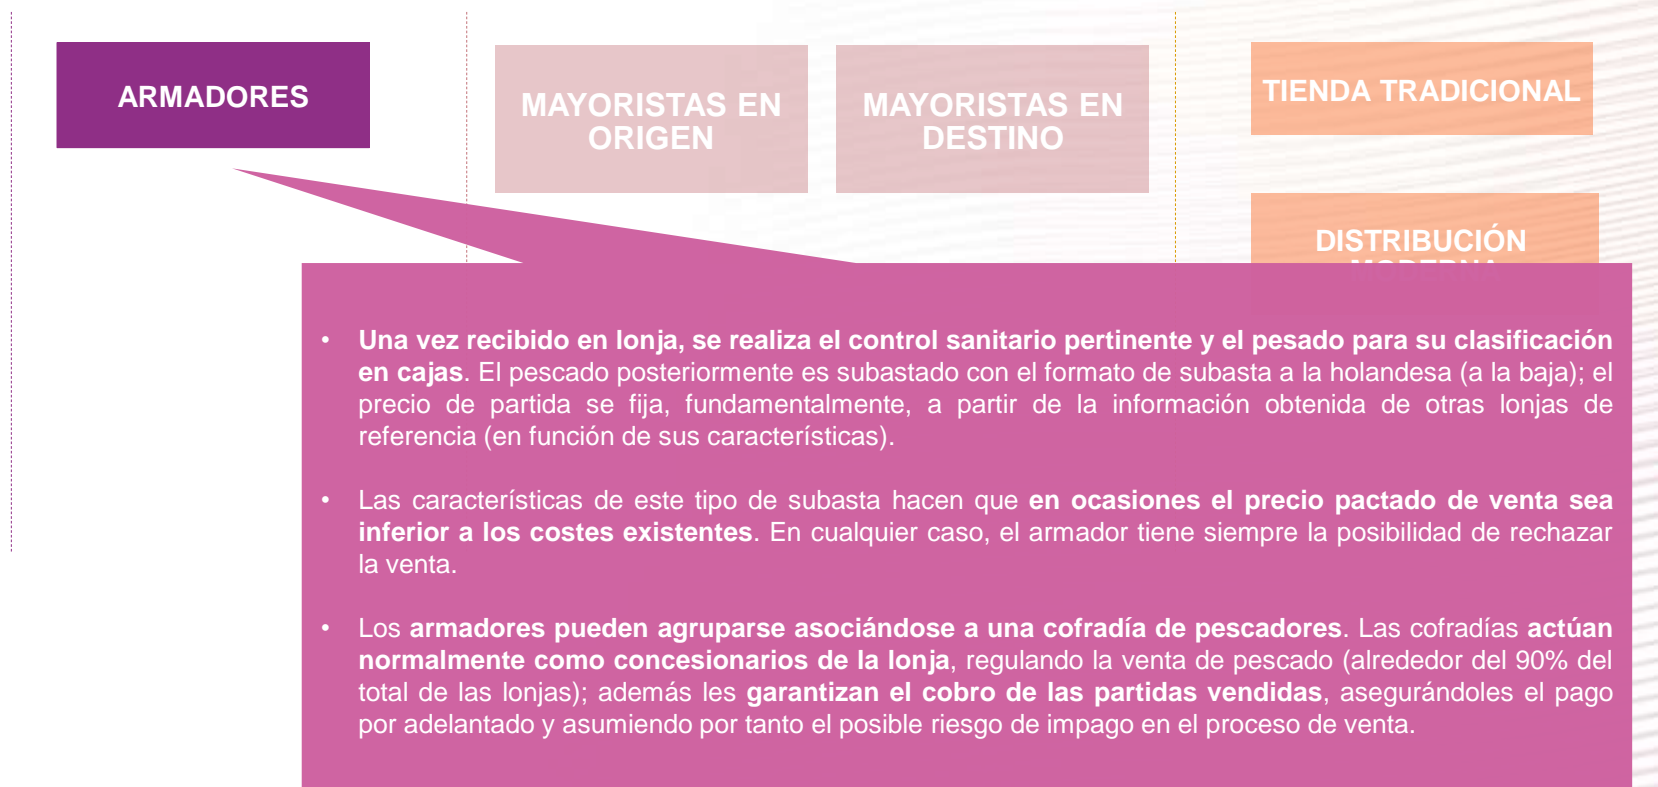 ARMADORES
MAYORISTAS EN
ORIGEN
MAYORISTAS EN
DESTINO
TIENDA TRADICIONAL
DISTRIBUCIÓN
MODERNA
• Una vez recibido en lonja, se realiza el control sanitario pertinente y el pesado para su clasificación
en cajas. El pescado posteriormente es subastado con el formato de subasta a la holandesa (a la baja); el
precio de partida se fija, fundamentalmente, a partir de la información obtenida de otras lonjas de
referencia (en función de sus características).
• Las características de este tipo de subasta hacen que en ocasiones el precio pactado de venta sea
inferior a los costes existentes. En cualquier caso, el armador tiene siempre la posibilidad de rechazar
la venta.
• Los armadores pueden agruparse asociándose a una cofradía de pescadores. Las cofradías actúan
normalmente como concesionarios de la lonja, regulando la venta de pescado (alrededor del 90% del
total de las lonjas); además les garantizan el cobro de las partidas vendidas, asegurándoles el pago
por adelantado y asumiendo por tanto el posible riesgo de impago en el proceso de venta.